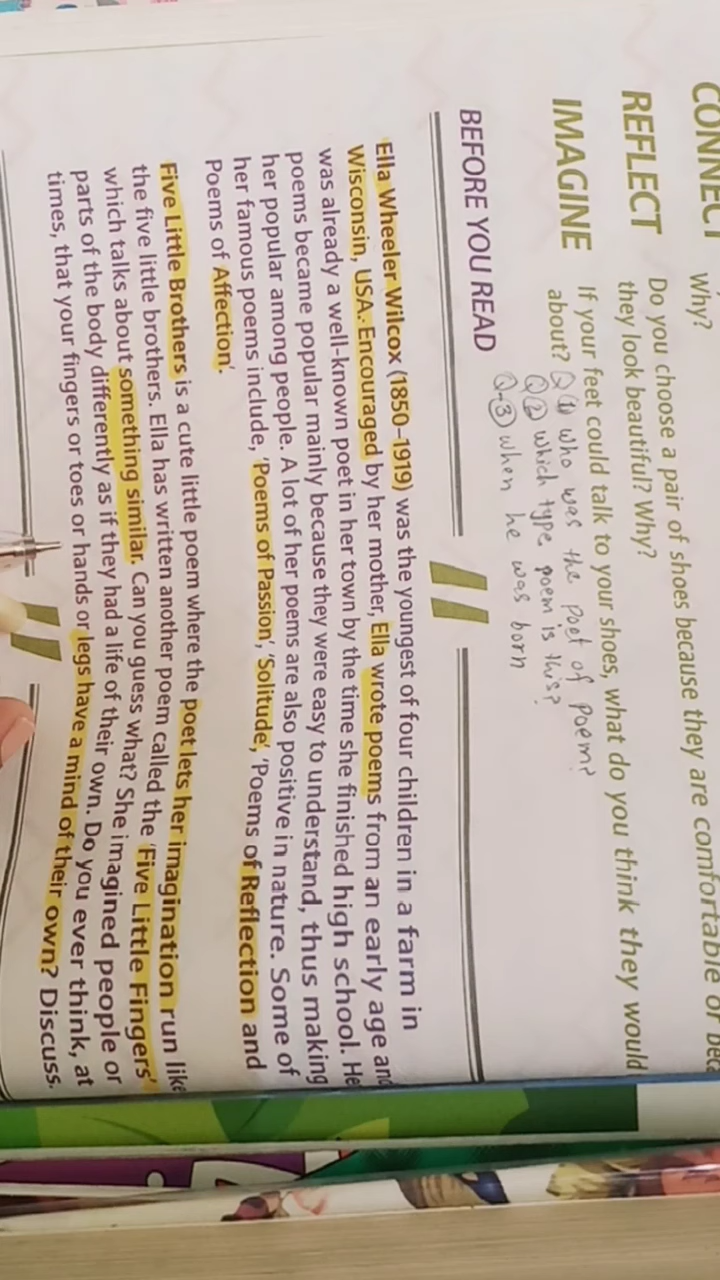 CONNECT Why?
Do you choose a pair of shoes because they are comfortable or
REFLECT they look beautiful? Why?
If your feet could talk to your shoes, what do you think they would
IMAGINE about?
Q ① who was the poet of poem?
Q ② which type poem is this?
Q-③ when he was born
BEFORE YOU READ
Ella Wheeler Wilcox (1850–1919) was the youngest of four children in a farm in
Wisconsin, USA. Encouraged by her mother, Ella wrote poems from an early age and
was already a well-known poet in her town by the time she finished high school. He
poems became popular mainly because they were easy to understand, thus making
her popular among people. A lot of her poems are also positive in nature. Some of
her famous poems include, 'Poems of Passion', 'Solitude', 'Poems of Reflection and
Poems of Affection'.
Five Little Brothers is a cute little poem where the poet lets her imagination run like
the five little brothers. Ella has written another poem called the 'Five Little Fingers'
which talks about something similar. Can you guess what? She imagined people or
parts of the body differently as if they had a life of their own. Do you ever think, at
times, that your fingers or toes or hands or legs have a mind of their own? Discuss.